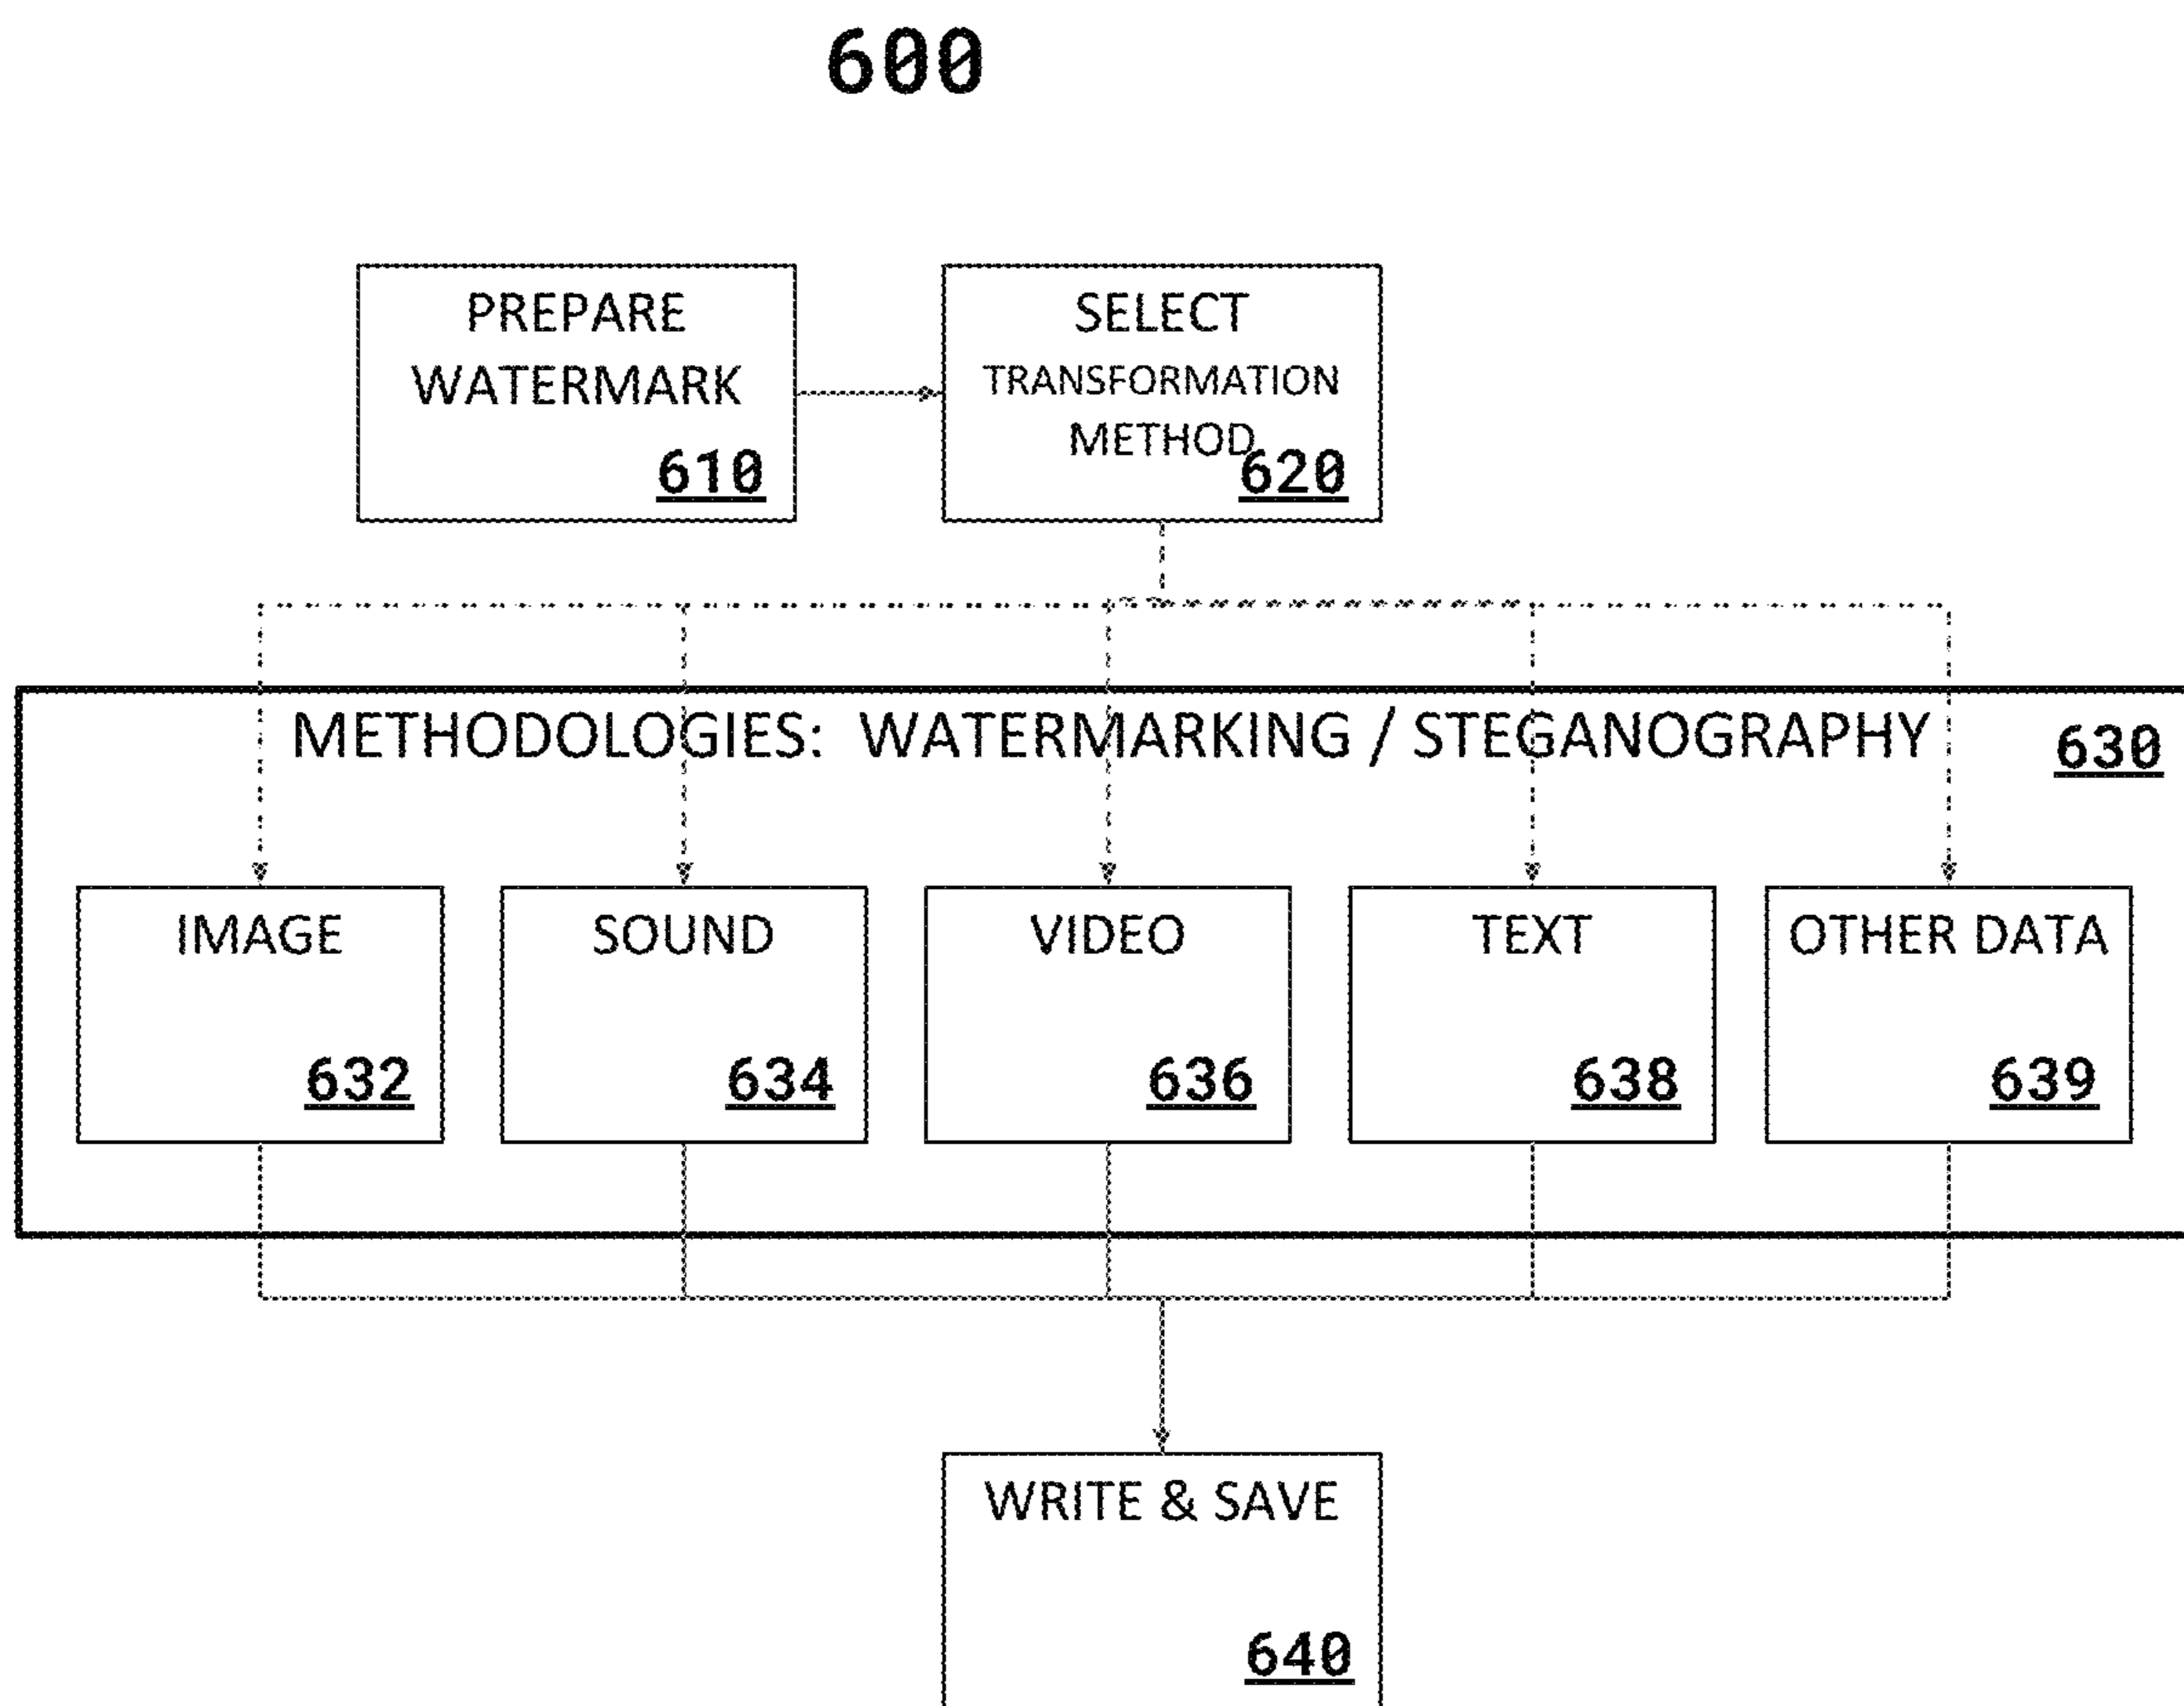 600
PREPARE
WATERMARK
610
SELECT
TRANSFORMATION
METHOD
620
METHODOLOGIES: WATERMARKING / STEGANOGRAPHY
630
IMAGE
632
SOUND
634
VIDEO
636
TEXT
638
OTHER DATA
639
WRITE & SAVE
640